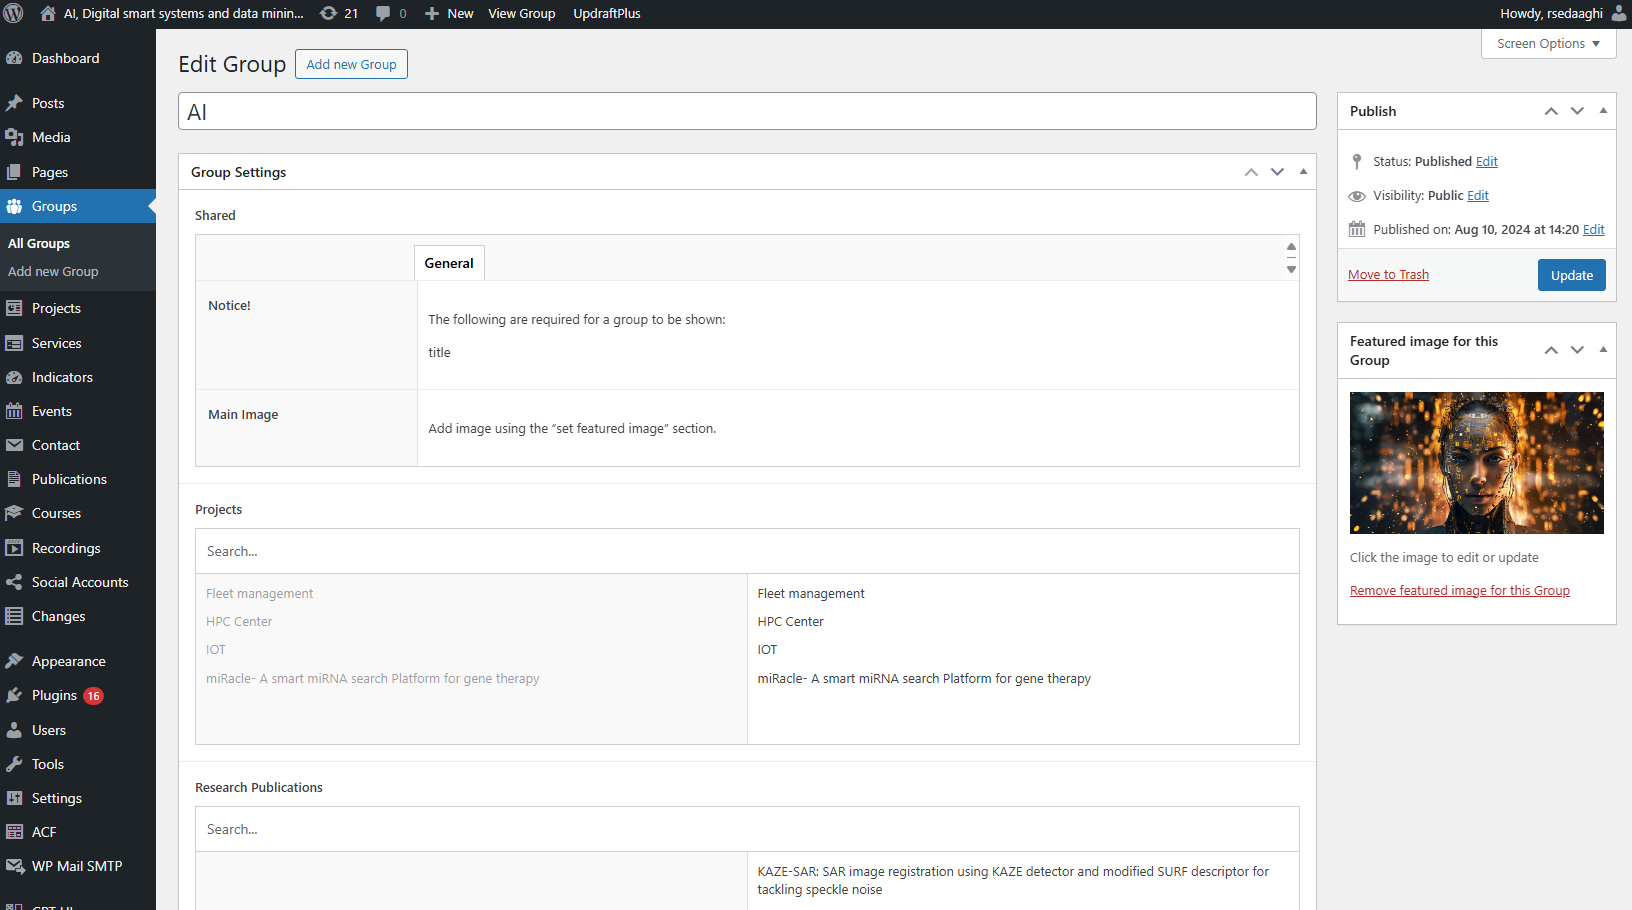 AI, Digital smart systems and data minin... 21 0 New View Group UpdraftPlus Howdy, rsedaaghi
Screen Options
Dashboard
Posts
Media
Pages
Groups
All Groups
Add new Group
Projects
Services
Indicators
Events
Contact
Publications
Courses
Recordings
Social Accounts
Changes
Appearance
Plugins 16
Users
Tools
Settings
ACF
WP Mail SMTP
Edit Group Add new Group
AI
Group Settings
Shared
General
Notice!
The following are required for a group to be shown:
title
Main Image
Add image using the “set featured image” section.
Projects
Search...
Fleet management
HPC Center
IOT
miRacle- A smart miRNA search Platform for gene therapy
Fleet management
HPC Center
IOT
miRacle- A smart miRNA search Platform for gene therapy
Research Publications
Search...
KAZE-SAR: SAR image registration using KAZE detector and modified SURF descriptor for
tackling speckle noise
Publish
Status: Published Edit
Visibility: Public Edit
Published on: Aug 10, 2024 at 14:20 Edit
Move to Trash Update
Featured image for this
Group
Click the image to edit or update
Remove featured image for this Group